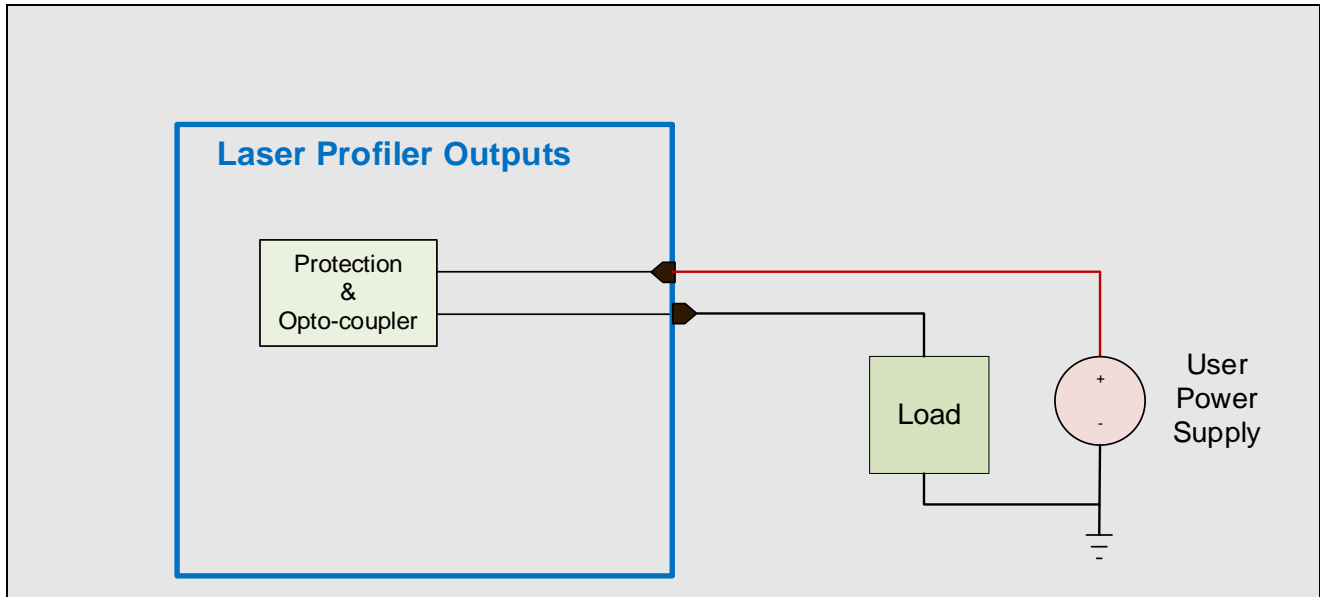 Laser Profiler Outputs
Protection
&
Opto-coupler
Load
+
-
User
Power
Supply